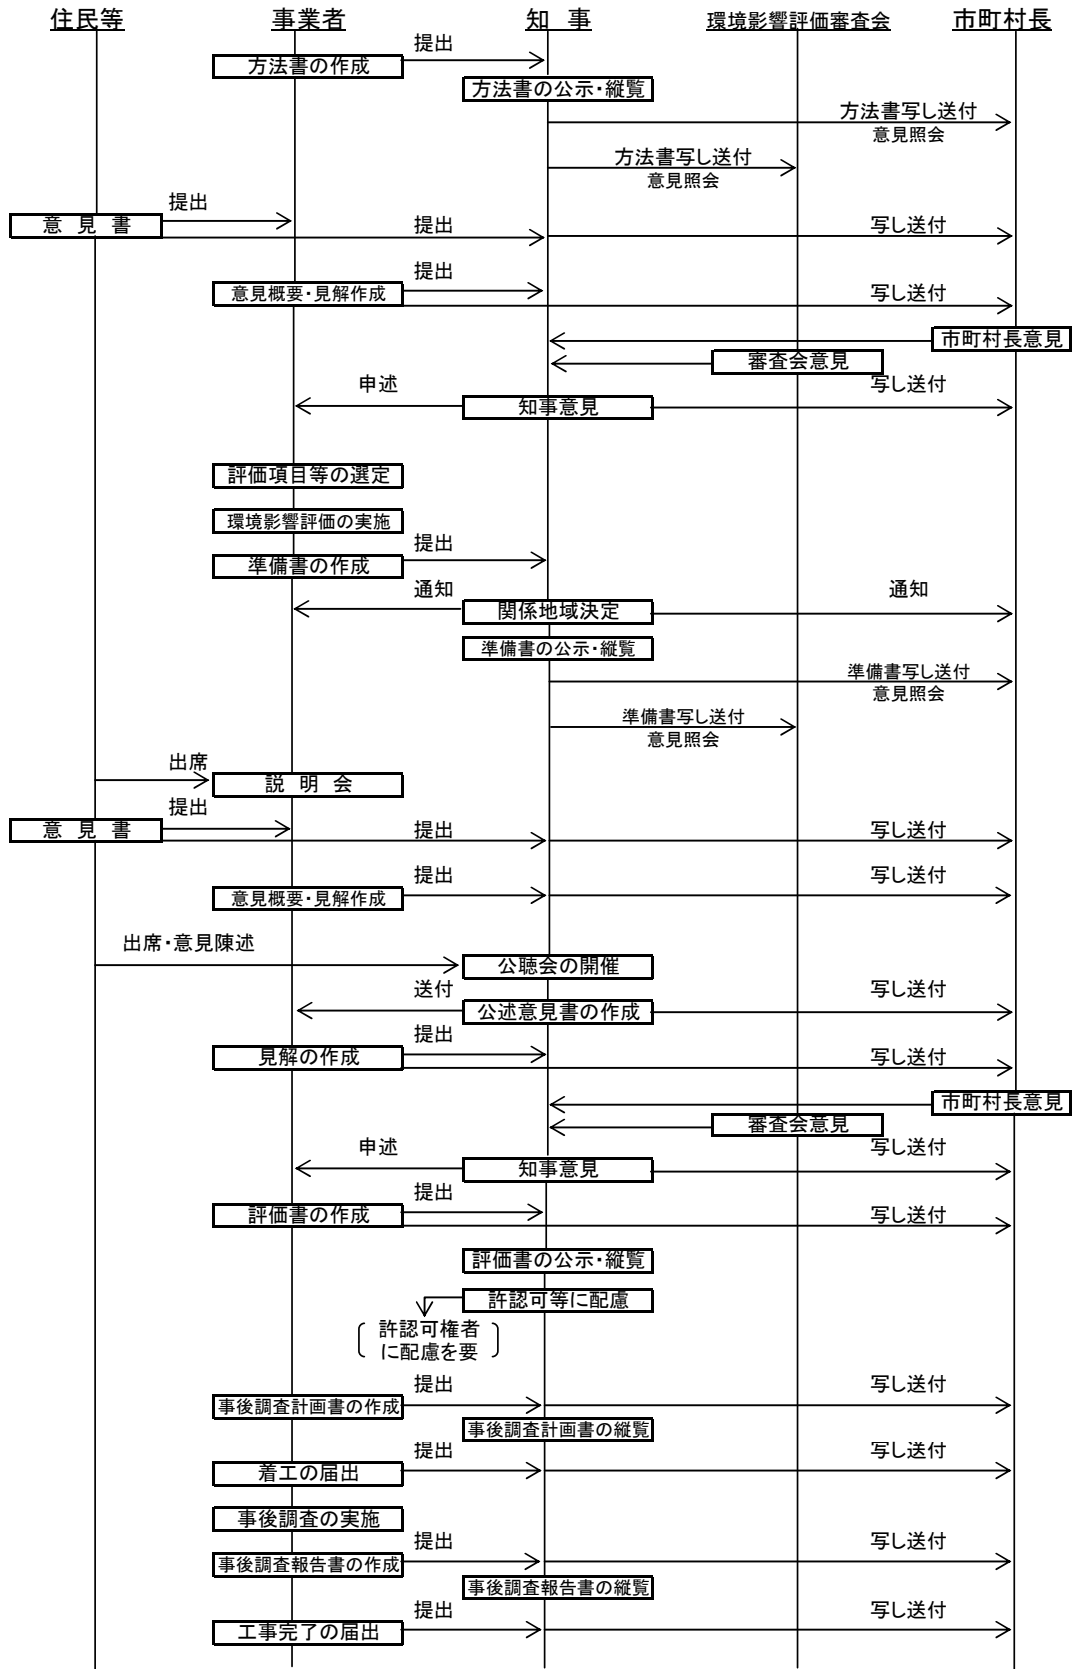 住民等 事業者 知 事 環境影響評価審査会 市町村長
提出
方法書の作成
方法書の公示・縦覧
方法書写し送付
意見照会
方法書写し送付
意見照会
提出
意 見 書
提出 写し送付
提出
意見概要・見解作成
写し送付
市町村長意見
審査会意見
申述 写し送付
知事意見
評価項目等の選定
環境影響評価の実施
提出
準備書の作成
通知 通知
関係地域決定
準備書の公示・縦覧
準備書写し送付
意見照会
準備書写し送付
意見照会
出席
説 明 会
提出
意 見 書
提出 写し送付
提出 写し送付
意見概要・見解作成
出席・意見陳述
公聴会の開催
送付 写し送付
公述意見書の作成
提出
見解の作成
写し送付
市町村長意見
審査会意見
申述 写し送付
知事意見
提出
評価書の作成
写し送付
評価書の公示・縦覧
許認可等に配慮
許認可権者
に配慮を要
提出 写し送付
事後調査計画書の作成
事後調査計画書の縦覧
提出 写し送付
着工の届出
事後調査の実施
提出 写し送付
事後調査報告書の作成
事後調査報告書の縦覧
提出 写し送付
工事完了の届出